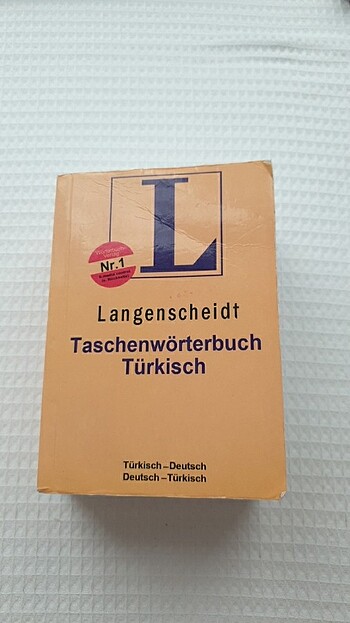 L
Nr.1
Langenscheidt
Taschenwörterbuch
Türkisch
Türkisch – Deutsch
Deutsch – Türkisch